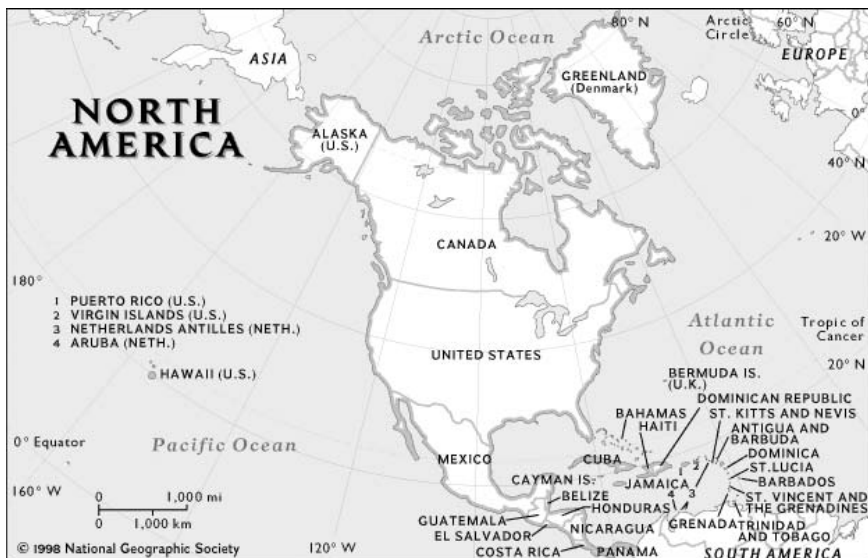 80° N
Arctic
Circle
60° N
Arctic Ocean
ASIA
EUROPE
GREENLAND
(Denmark)
NORTH
AMERICA
ALASKA
(U.S.)
0°
40° N
20° W
CANADA
180°
1 PUERTO RICO (U.S.)
2 VIRGIN ISLANDS (U.S.)
3 NETHERLANDS ANTILLES (NETH.)
4 ARUBA (NETH.)
Atlantic
Ocean
Tropic of
Cancer
20° N
UNITED STATES
HAWAII (U.S.)
BERMUDA IS.
(U.K.)
DOMINICAN REPUBLIC
BAHAMAS
ST. KITTS AND NEVIS
HAITI
ANTIGUA AND
BARBUDA
0° Equator
Pacific Ocean
MEXICO
CUBA
1 2
DOMINICA
ST. LUCIA
CAYMAN IS.
JAMAICA
BARBADOS
160° W
0 1,000 mi
0 1,000 km
BELIZE
4 3
ST. VINCENT AND
THE GRENADINES
HONDURAS
GUATEMALA
NICARAGUA
GRENADA
TRINIDAD
AND TOBAGO
EL SALVADOR
© 1998 National Geographic Society
120° W
COSTA RICA
PANAMA
SOUTH AMERICA